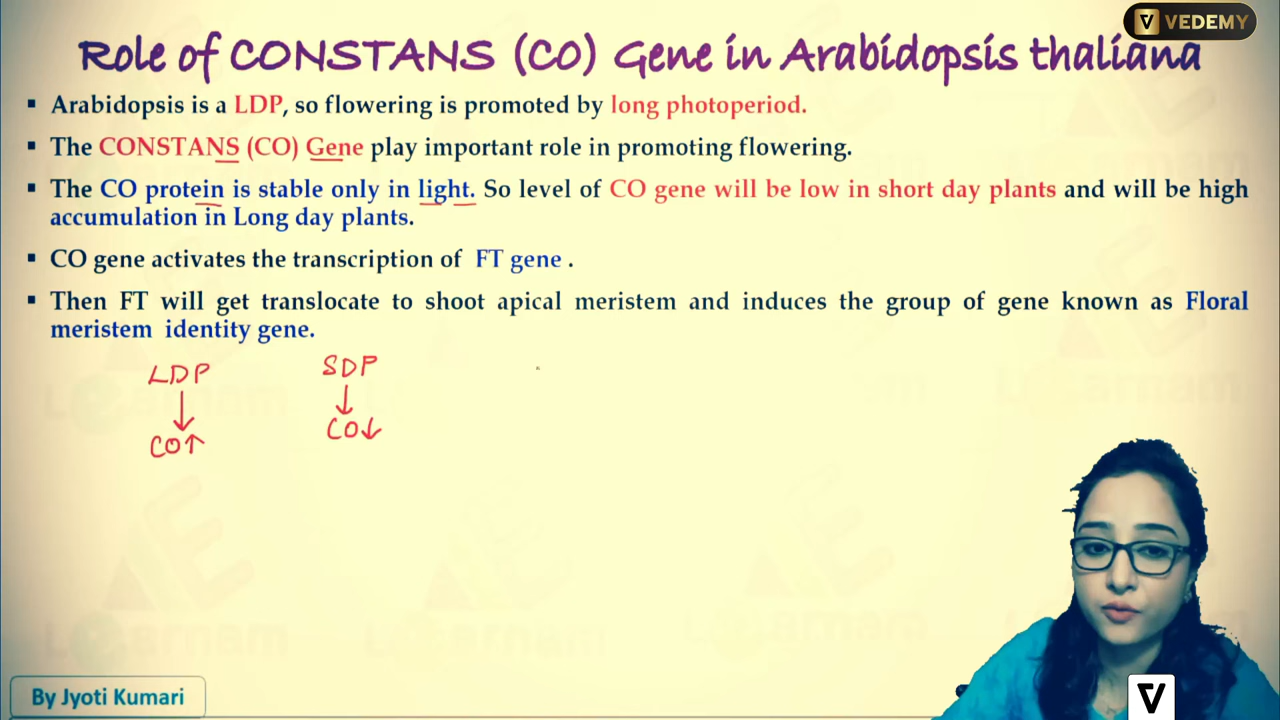 VEDEMY
Role of CONSTANS (CO) Gene in Arabidopsis thaliana
▪ Arabidopsis is a LDP, so flowering is promoted by long photoperiod.
▪ The CONSTANS (CO) Gene play important role in promoting flowering.
▪ The CO protein is stable only in light. So level of CO gene will be low in short day plants and will be high
accumulation in Long day plants.
▪ CO gene activates the transcription of FT gene .
▪ Then FT will get translocate to shoot apical meristem and induces the group of gene known as Floral
meristem identity gene.
LDP SDP
↓ ↓
CO↑ CO↓
By Jyoti Kumari